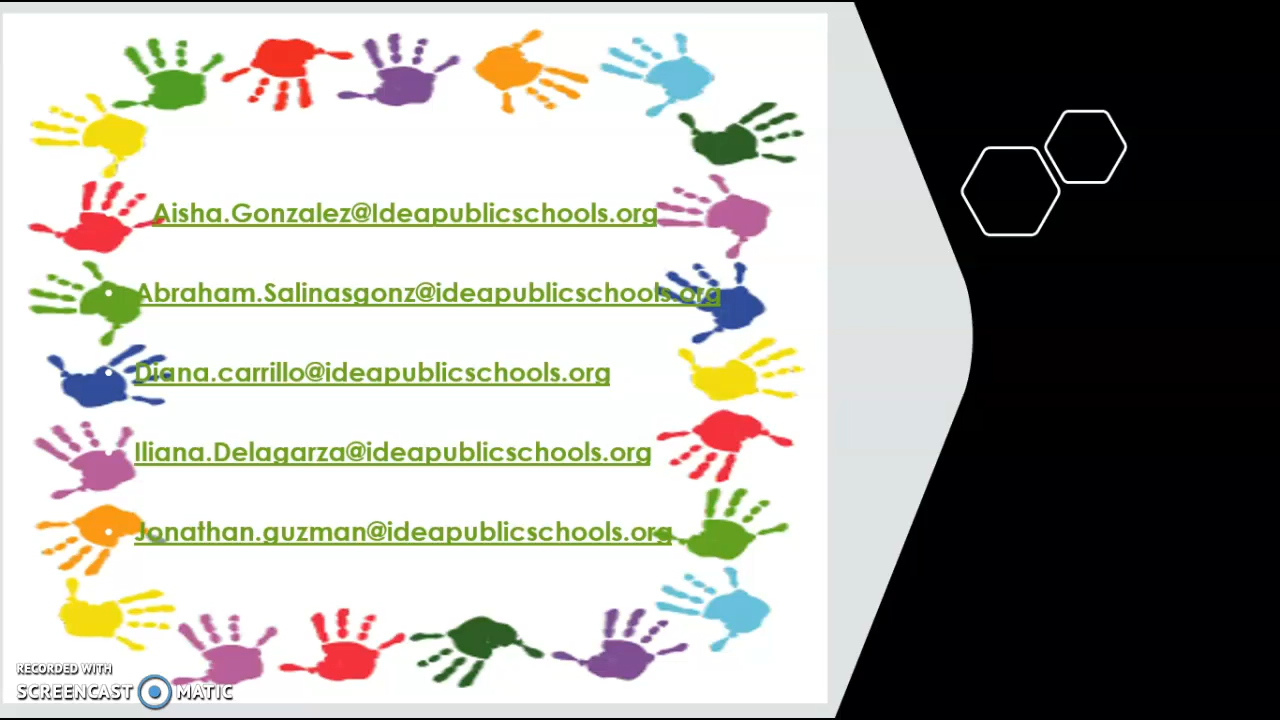 Aisha.Gonzalez@Ideapublicschools.org
Abraham.Salinasgonz@ideapublicschools.org
Diana.carrillo@ideapublicschools.org
Iliana.Delagarza@ideapublicschools.org
Jonathan.guzman@ideapublicschools.org
RECORDED WITH
SCREENCAST MATIC